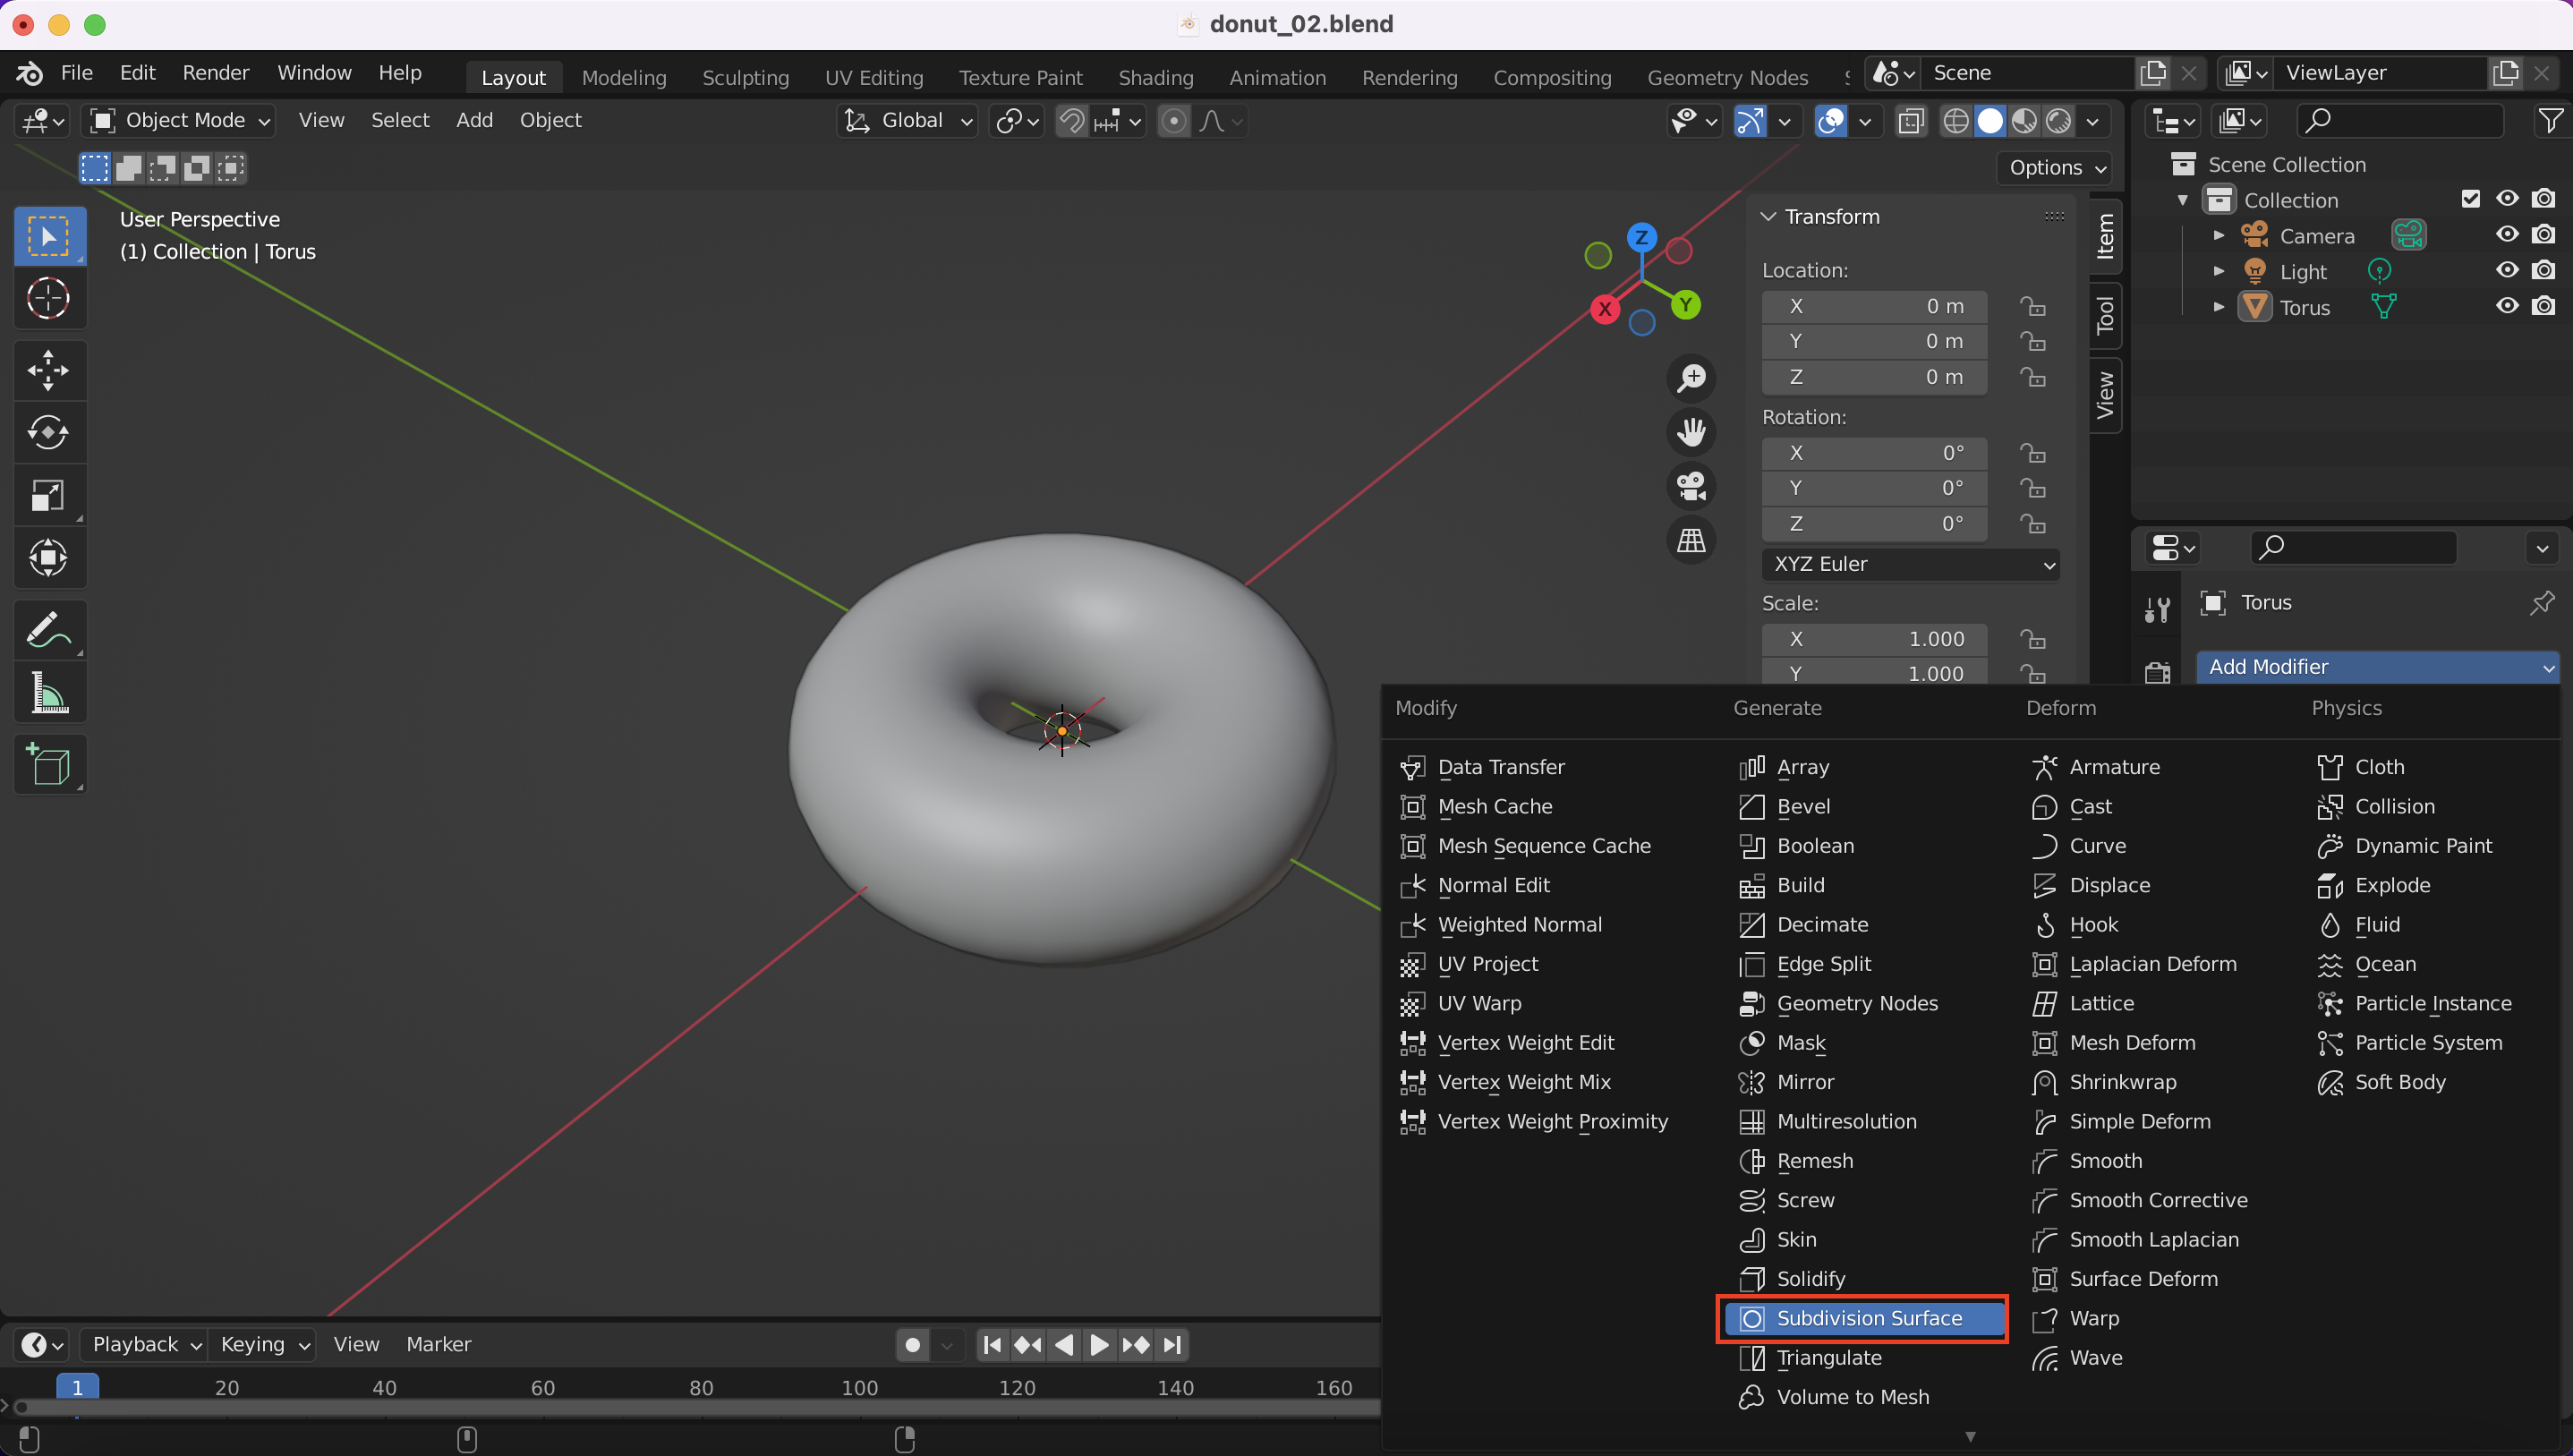 donut_02.blend
File Edit Render Window Help Layout Modeling Sculpting UV Editing Texture Paint Shading Animation Rendering Compositing Geometry Nodes Scene ViewLayer
Object Mode View Select Add Object Global
Options
User Perspective
(1) Collection | Torus
Z
Y
X
Transform
Location:
X 0 m
Y 0 m
Z 0 m
Rotation:
X 0°
Y 0°
Z 0°
XYZ Euler
Scale:
X 1.000
Y 1.000
Item
Tool
View
Scene Collection
Collection
Camera
Light
Torus
Torus
Add Modifier
Modify
Data Transfer
Mesh Cache
Mesh Sequence Cache
Normal Edit
Weighted Normal
UV Project
UV Warp
Vertex Weight Edit
Vertex Weight Mix
Vertex Weight Proximity
Generate
Array
Bevel
Boolean
Build
Decimate
Edge Split
Geometry Nodes
Mask
Mirror
Multiresolution
Remesh
Screw
Skin
Solidify
Subdivision Surface
Triangulate
Volume to Mesh
Deform
Armature
Cast
Curve
Displace
Hook
Laplacian Deform
Lattice
Mesh Deform
Shrinkwrap
Simple Deform
Smooth
Smooth Corrective
Smooth Laplacian
Surface Deform
Warp
Wave
Physics
Cloth
Collision
Dynamic Paint
Explode
Fluid
Ocean
Particle Instance
Particle System
Soft Body
Playback Keying View Marker
1 20 40 60 80 100 120 140 160